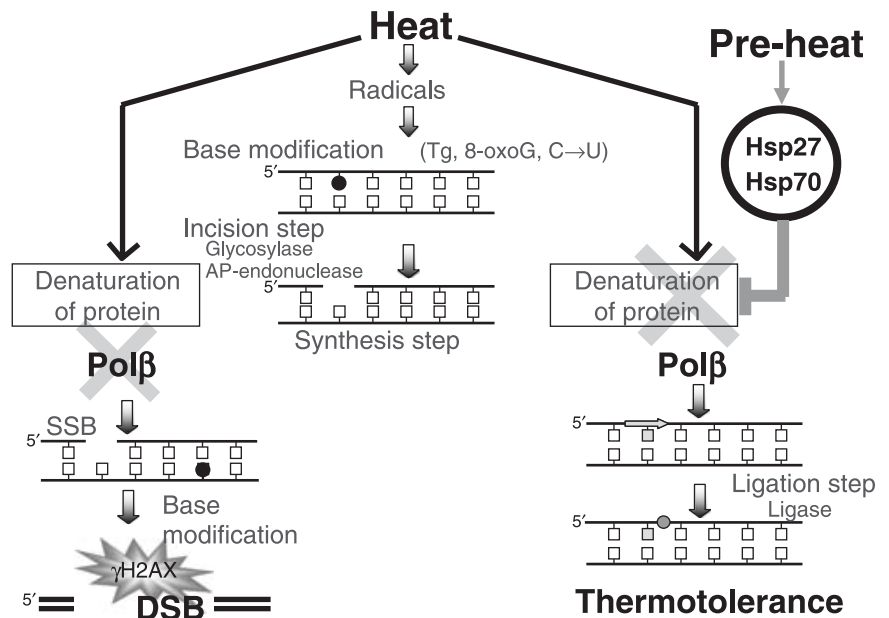 Heat
Pre-heat
Radicals
Hsp27
Hsp70
Base modification (Tg, 8-oxoG, C→U)
5′
Incision step
Glycosylase
AP-endonuclease
Denaturation
of protein
Denaturation
of protein
5′
Synthesis step
Polβ
Polβ
SSB
5′
5′
Ligation step
Ligase
Base
modification
5′
γH2AX
5′
DSB
Thermotolerance